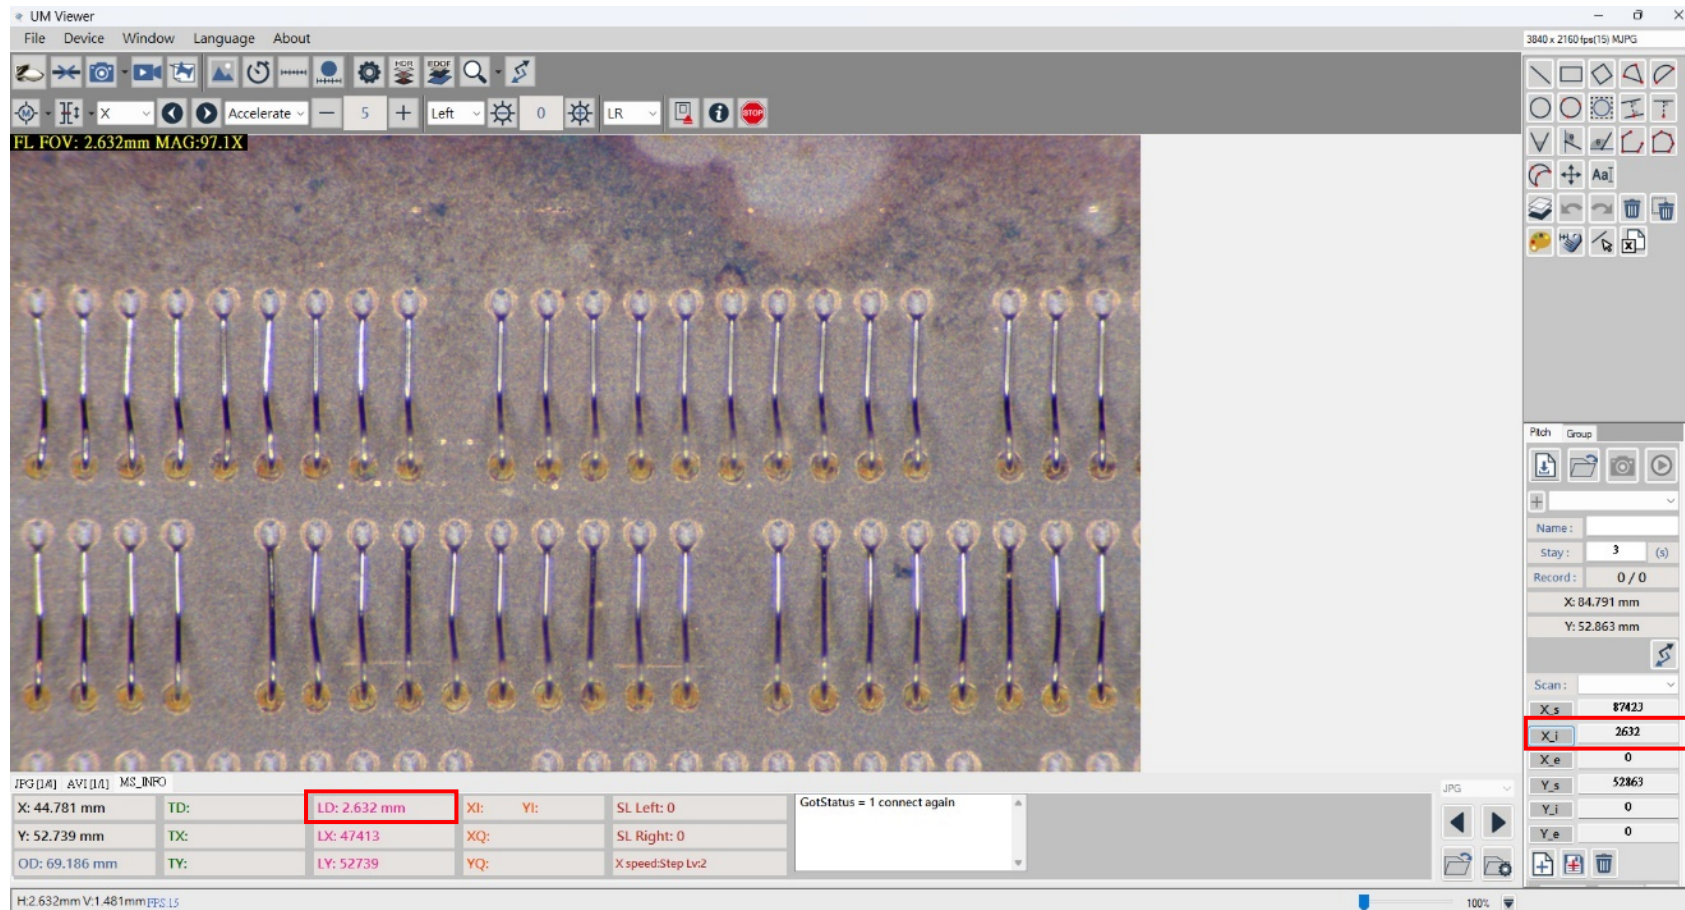 UM Viewer
File Device Window Language About
3840 x 2160 fps(15) MJPG
HDR EDOF
M X Accelerate 5 Left 0 LR STOP
FL FOV: 2.632mm MAG:97.1X
Aa
Pitch Group
Name :
Stay : 3 (s)
Record : 0 / 0
X: 84.791 mm
Y: 52.863 mm
Scan :
X_s 87423
X_i 2632
X_e 0
Y_s 52863
Y_i 0
Y_e 0
JPG[1/4] AVI[1/1] MS_INFO
X: 44.781 mm TD: LD: 2.632 mm XI: YI: SL Left: 0 GotStatus = 1 connect again JPG
Y: 52.739 mm TX: LX: 47413 XQ: SL Right: 0
OD: 69.186 mm TY: LY: 52739 YQ: X speed:Step Lv:2
H:2.632mm V:1.481mm FPS:15 100%